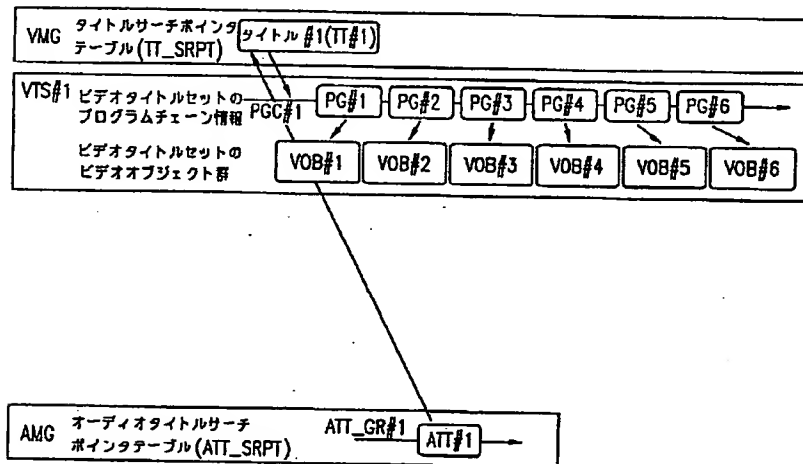 VMG タイトルサーチポインタ
テーブル(TT_SRPT)
タイトル #1(TT#1)
VTS#1 ビデオタイトルセットの
プログラムチェーン情報
PGC#1
PG#1 PG#2 PG#3 PG#4 PG#5 PG#6
ビデオタイトルセットの
ビデオオブジェクト群
VOB#1 VOB#2 VOB#3 VOB#4 VOB#5 VOB#6
AMG オーディオタイトルサーチ
ポインタテーブル(ATT_SRPT)
ATT_GR#1
ATT#1